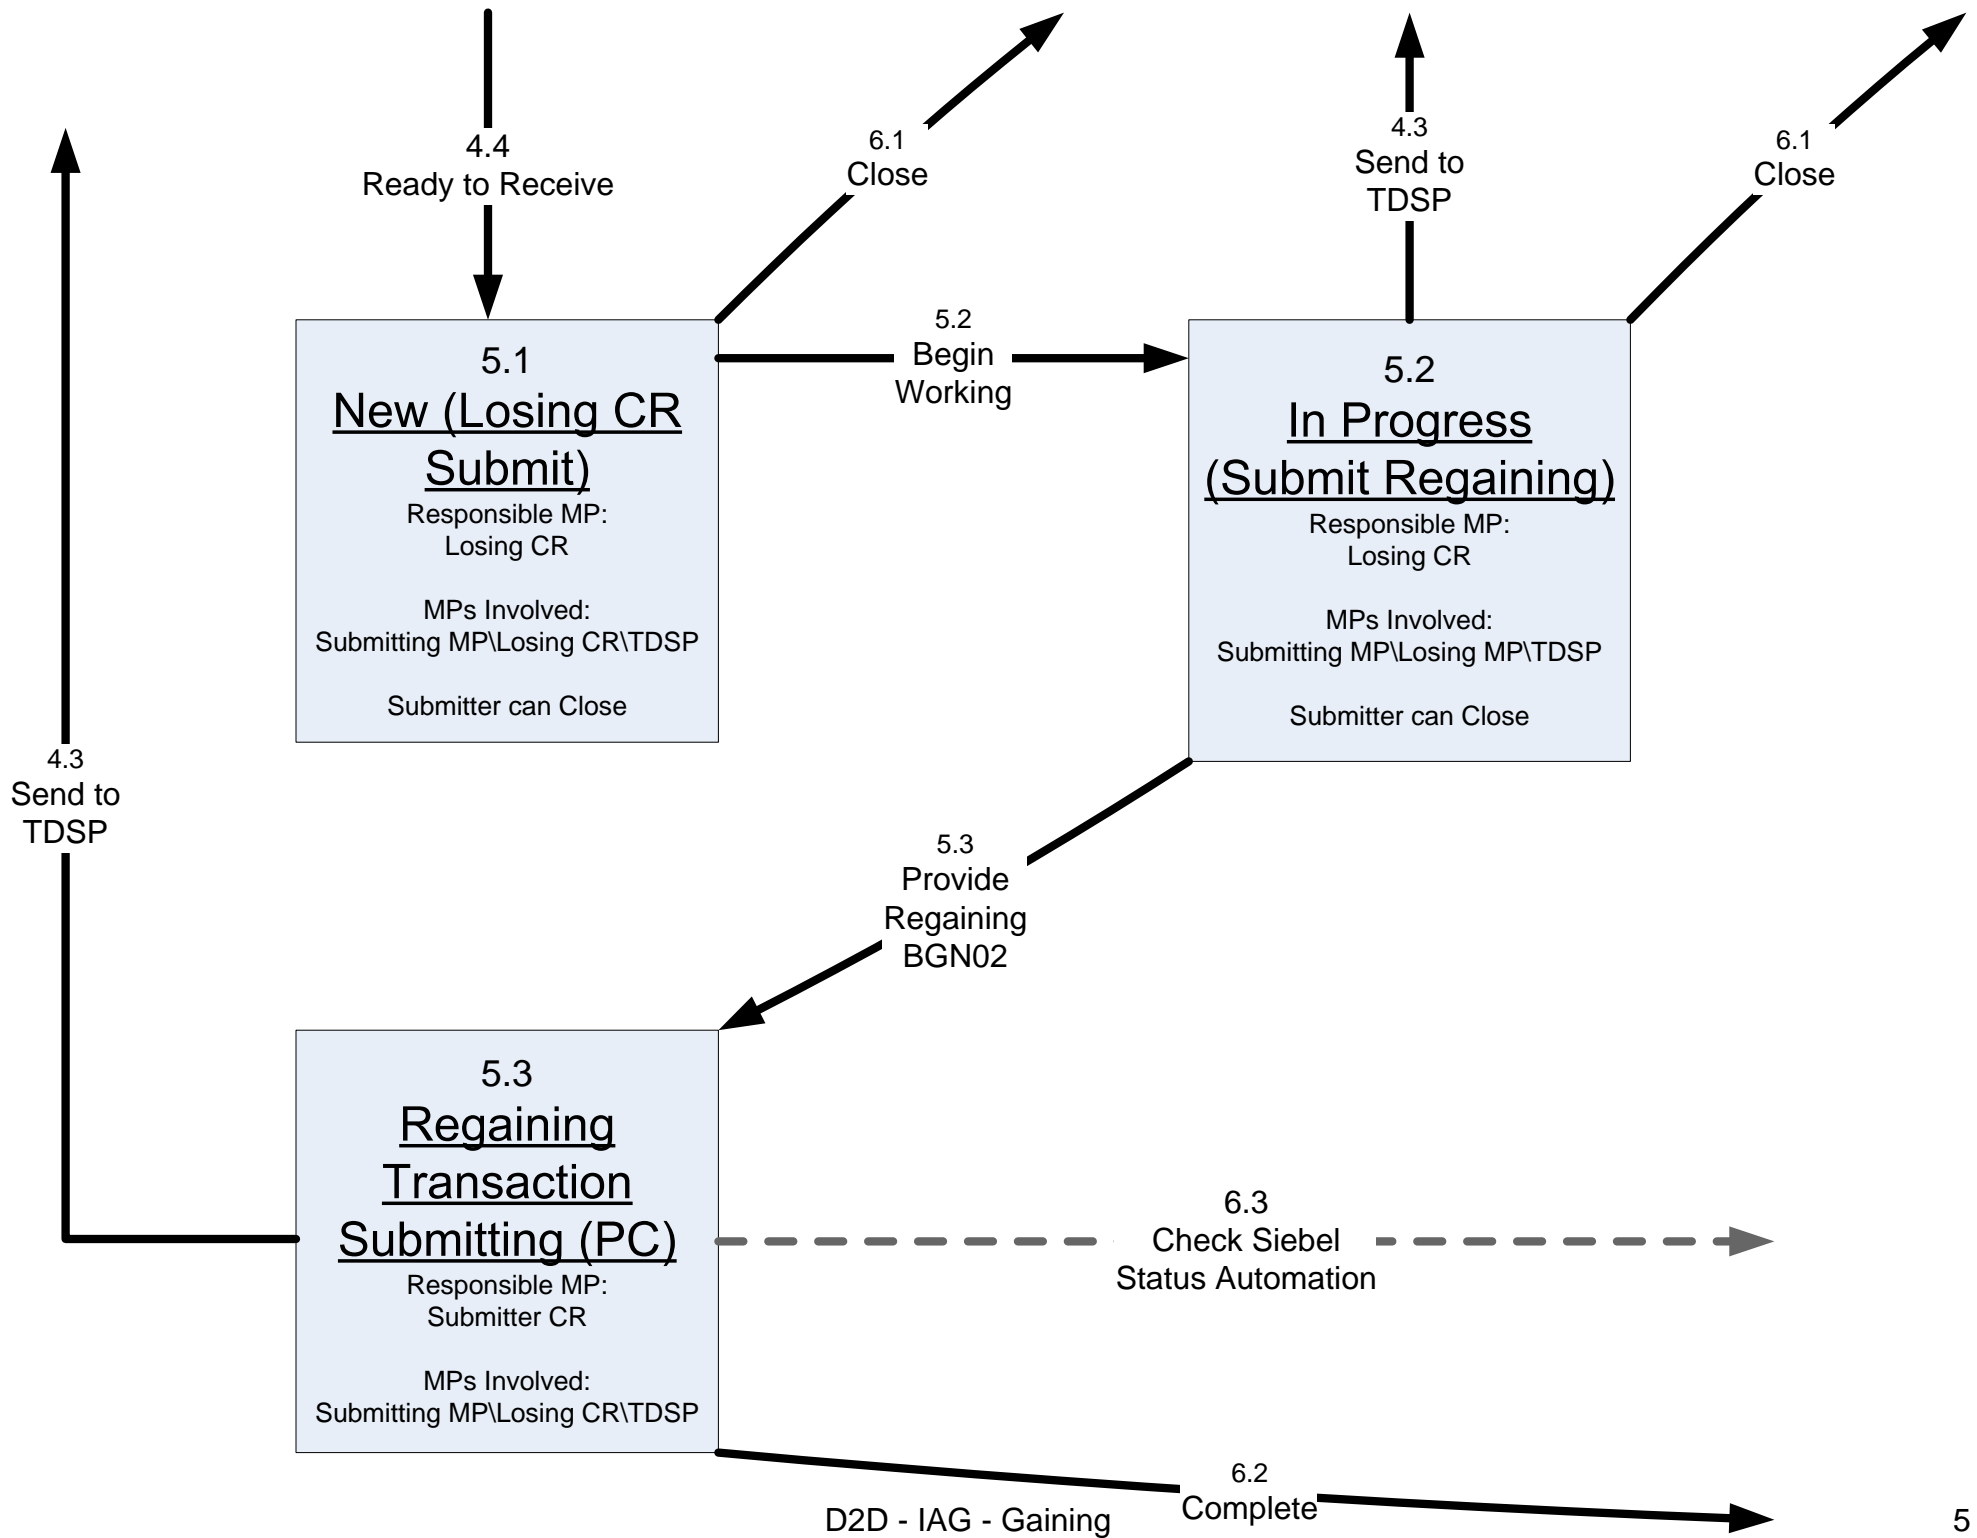 4.4
Ready to Receive
6.1
Close
4.3
Send to
TDSP
6.1
Close
5.1
New (Losing CR
Submit)
Responsible MP:
Losing CR
MPs Involved:
Submitting MP\Losing CR\TDSP
Submitter can Close
5.2
Begin
Working
5.2
In Progress
(Submit Regaining)
Responsible MP:
Losing CR
MPs Involved:
Submitting MP\Losing MP\TDSP
Submitter can Close
4.3
Send to
TDSP
5.3
Provide
Regaining
BGN02
5.3
Regaining
Transaction
Submitting (PC)
Responsible MP:
Submitter CR
MPs Involved:
Submitting MP\Losing CR\TDSP
6.3
Check Siebel
Status Automation
6.2
Complete
D2D - IAG - Gaining
5